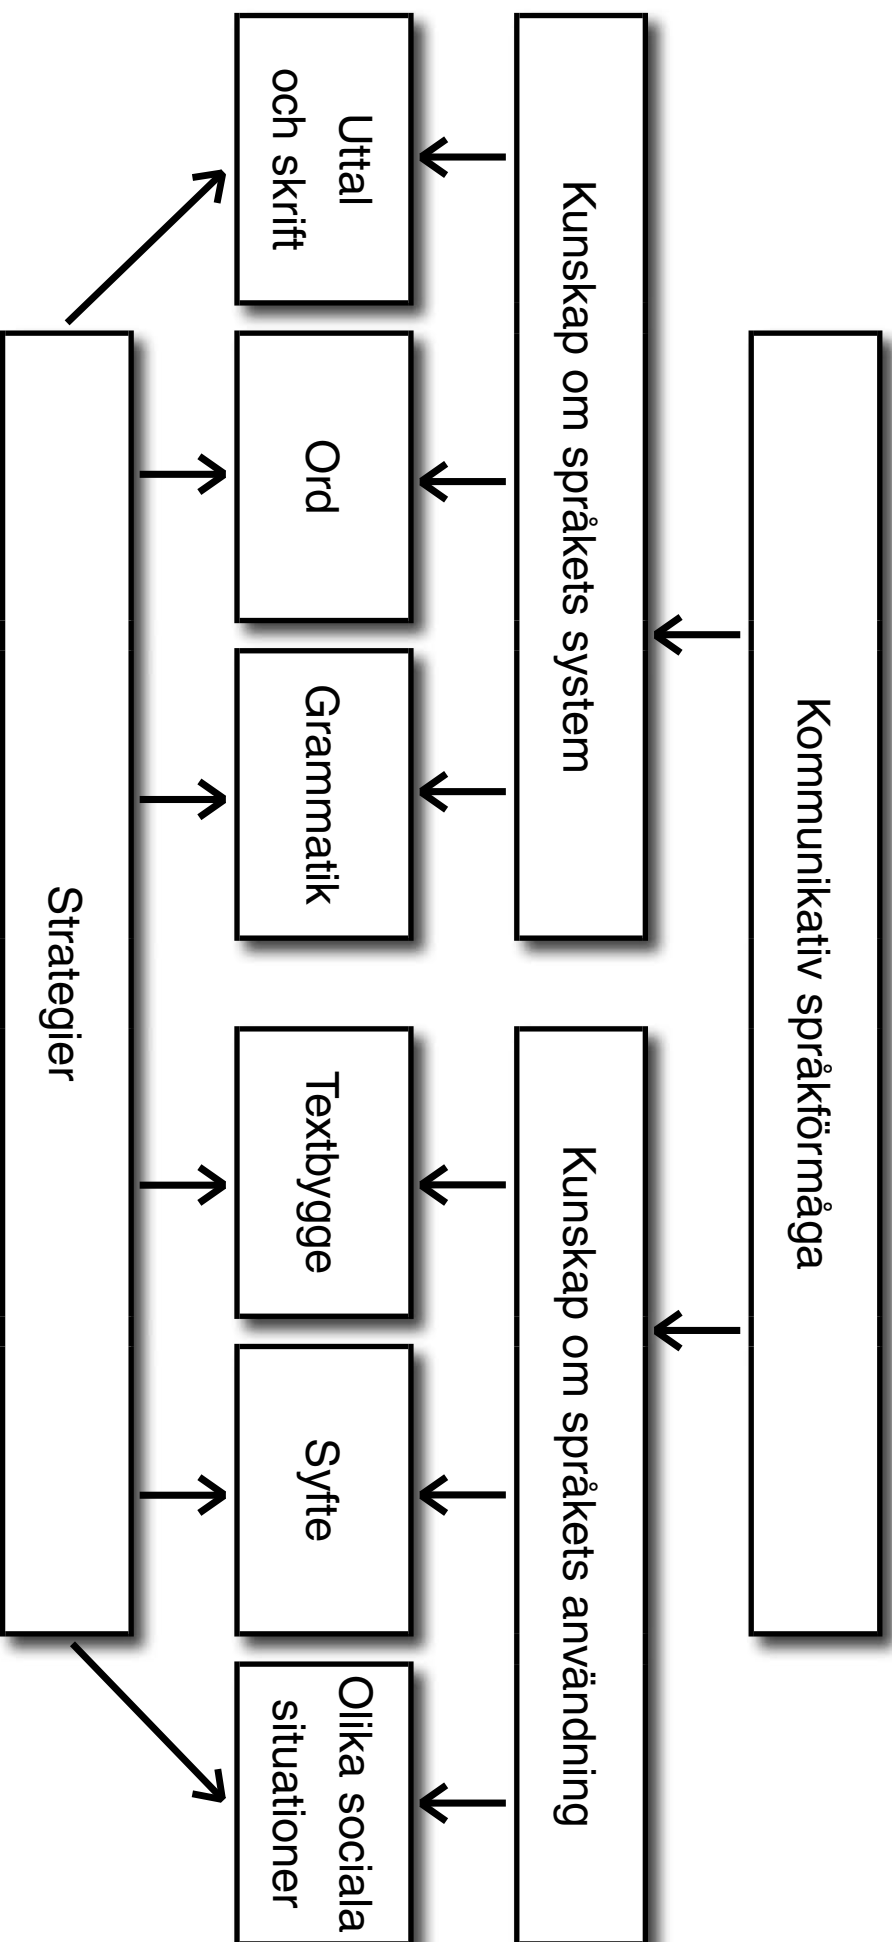 Kommunikativ språkförmåga
Kunskap om språkets system
Kunskap om språkets användning
Uttal
och skrift
Ord
Grammatik
Textbygge
Syfte
Olika sociala
situationer
Strategier